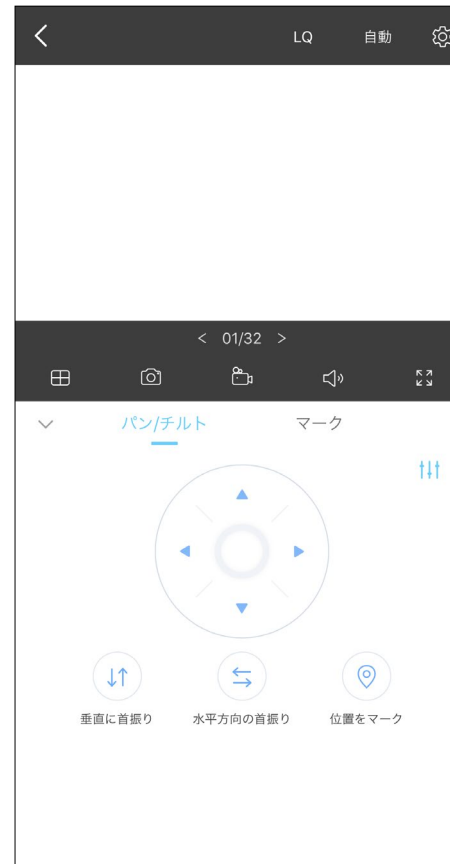 LQ 自動
< 01/32 >
パン/チルト マーク
垂直に首振り 水平方向の首振り 位置をマーク